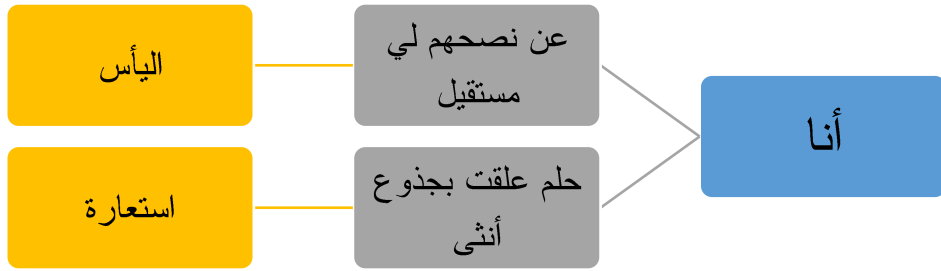 أنا
عن نصحهم لي
مستقيل
اليأس
حلم علقت بجذوع
أنثى
استعارة